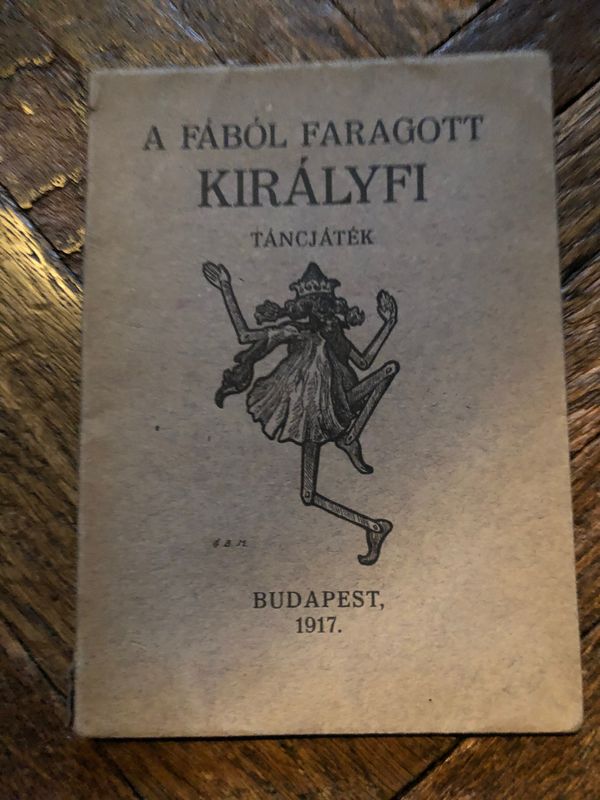 A FÁBÓL FARAGOTT
KIRÁLYFI
TÁNCJÁTÉK
G B M
BUDAPEST,
1917.